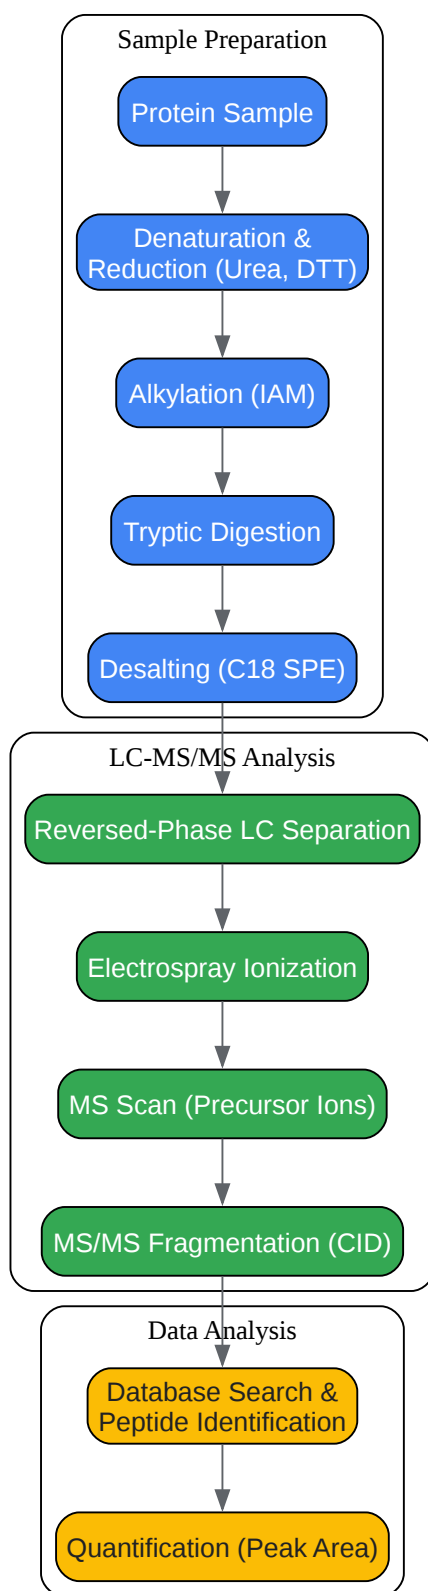 Sample Preparation
Protein Sample
Denaturation &
Reduction (Urea, DTT)
Alkylation (IAM)
Tryptic Digestion
Desalting (C18 SPE)
LC-MS/MS Analysis
Reversed-Phase LC Separation
Electrospray Ionization
MS Scan (Precursor Ions)
MS/MS Fragmentation (CID)
Data Analysis
Database Search &
Peptide Identification
Quantification (Peak Area)